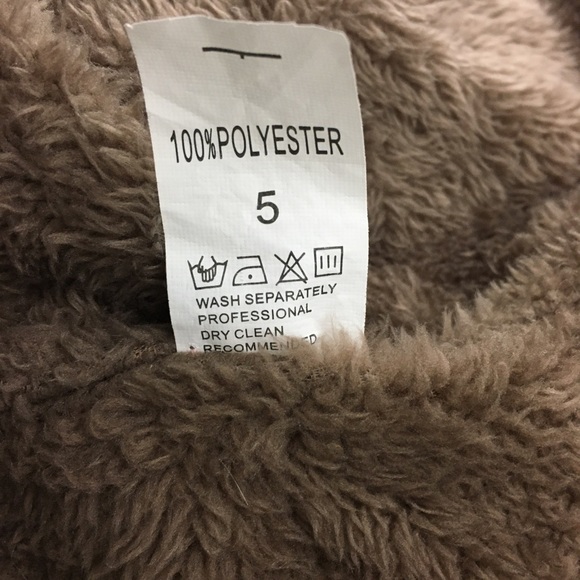 100%POLYESTER
5
WASH SEPARATELY
PROFESSIONAL
DRY CLEAN
RECOMMENDED